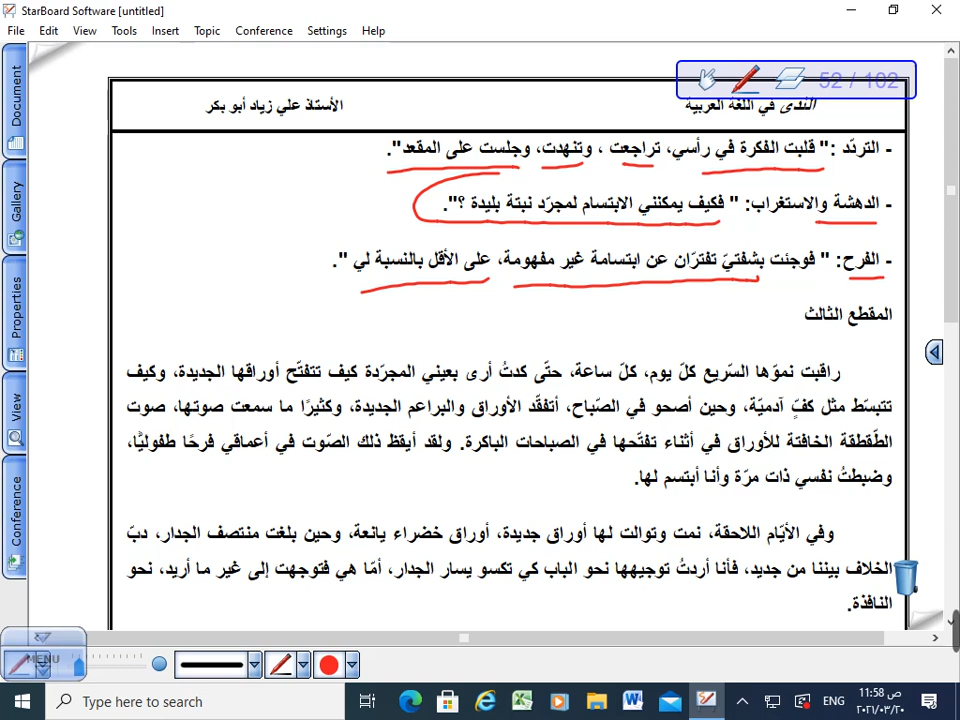 StarBoard Software [untitled]
File Edit View Tools Insert Topic Conference Settings Help
Document
Gallery
Properties
View
Conference
52 / 102
الندى في اللغة العربية الأستاذ علي زياد أبو بكر
- التردّد :" قلبت الفكرة في رأسي، تراجعت ، وتنهدت، وجلست على المقعد".
- الدهشة والاستغراب: " فكيف يمكنني الابتسام لمجرّد نبتة بليدة ؟".
- الفرح: " فوجئت بشفتيّ تفترّان عن ابتسامة غير مفهومة، على الأقل بالنسبة لي ".
المقطع الثالث
راقبت نموّها السّريع كلّ يوم، كلّ ساعة، حتّى كدتُ أرى بعيني المجرّدة كيف تتفتّح أوراقها الجديدة، وكيف
تتبسّط مثل كفٍّ آدميّة، وحين أصحو في الصّباح، أتفقّد الأوراق والبراعم الجديدة، وكثيرًا ما سمعت صوتها، صوت
الطّقطقة الخافتة للأوراق في أثناء تفتّحها في الصباحات الباكرة. ولقد أيقظ ذلك الصّوت في أعماقي فرحًا طفوليًّا،
وضبطتُ نفسي ذات مرّة وأنا أبتسم لها.
وفي الأيّام اللاحقة، نمت وتوالت لها أوراق جديدة، أوراق خضراء يانعة، وحين بلغت منتصف الجدار، دبّ
الخلاف بيننا من جديد، فأنا أردتُ توجيهها نحو الباب كي تكسو يسار الجدار، أمّا هي فتوجهت إلى غير ما أريد، نحو
النافذة.
MENU
Type here to search
ENG
11:58 ص
٢٠٢١/٠٣/٢٠